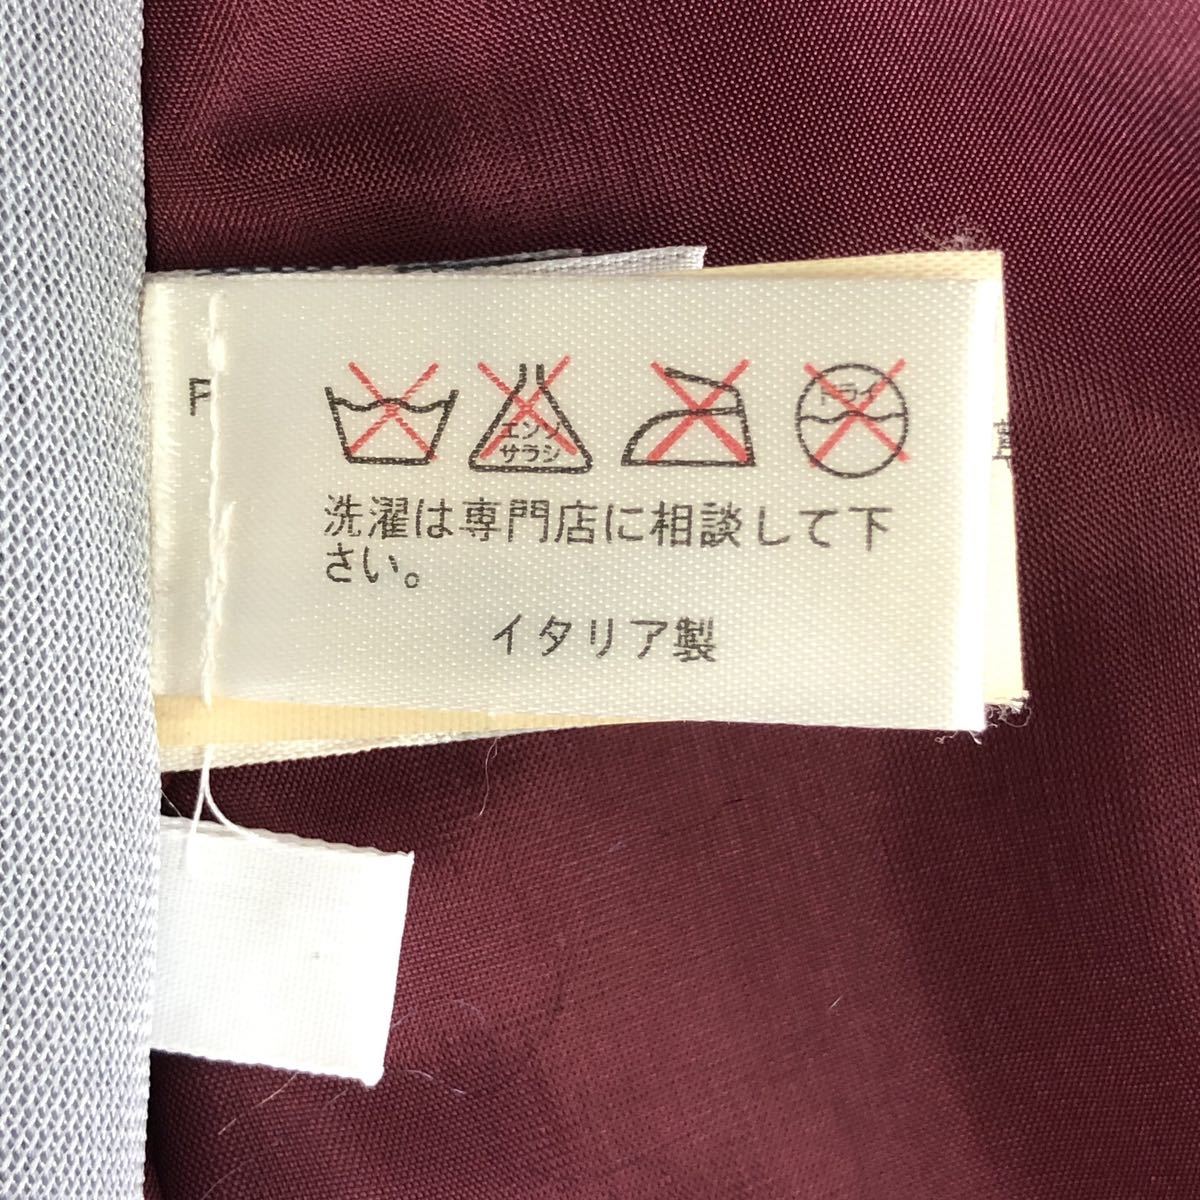 P
エンソ
サラシ
ドライ
洗濯は専門店に相談して下
さい。
イタリア製